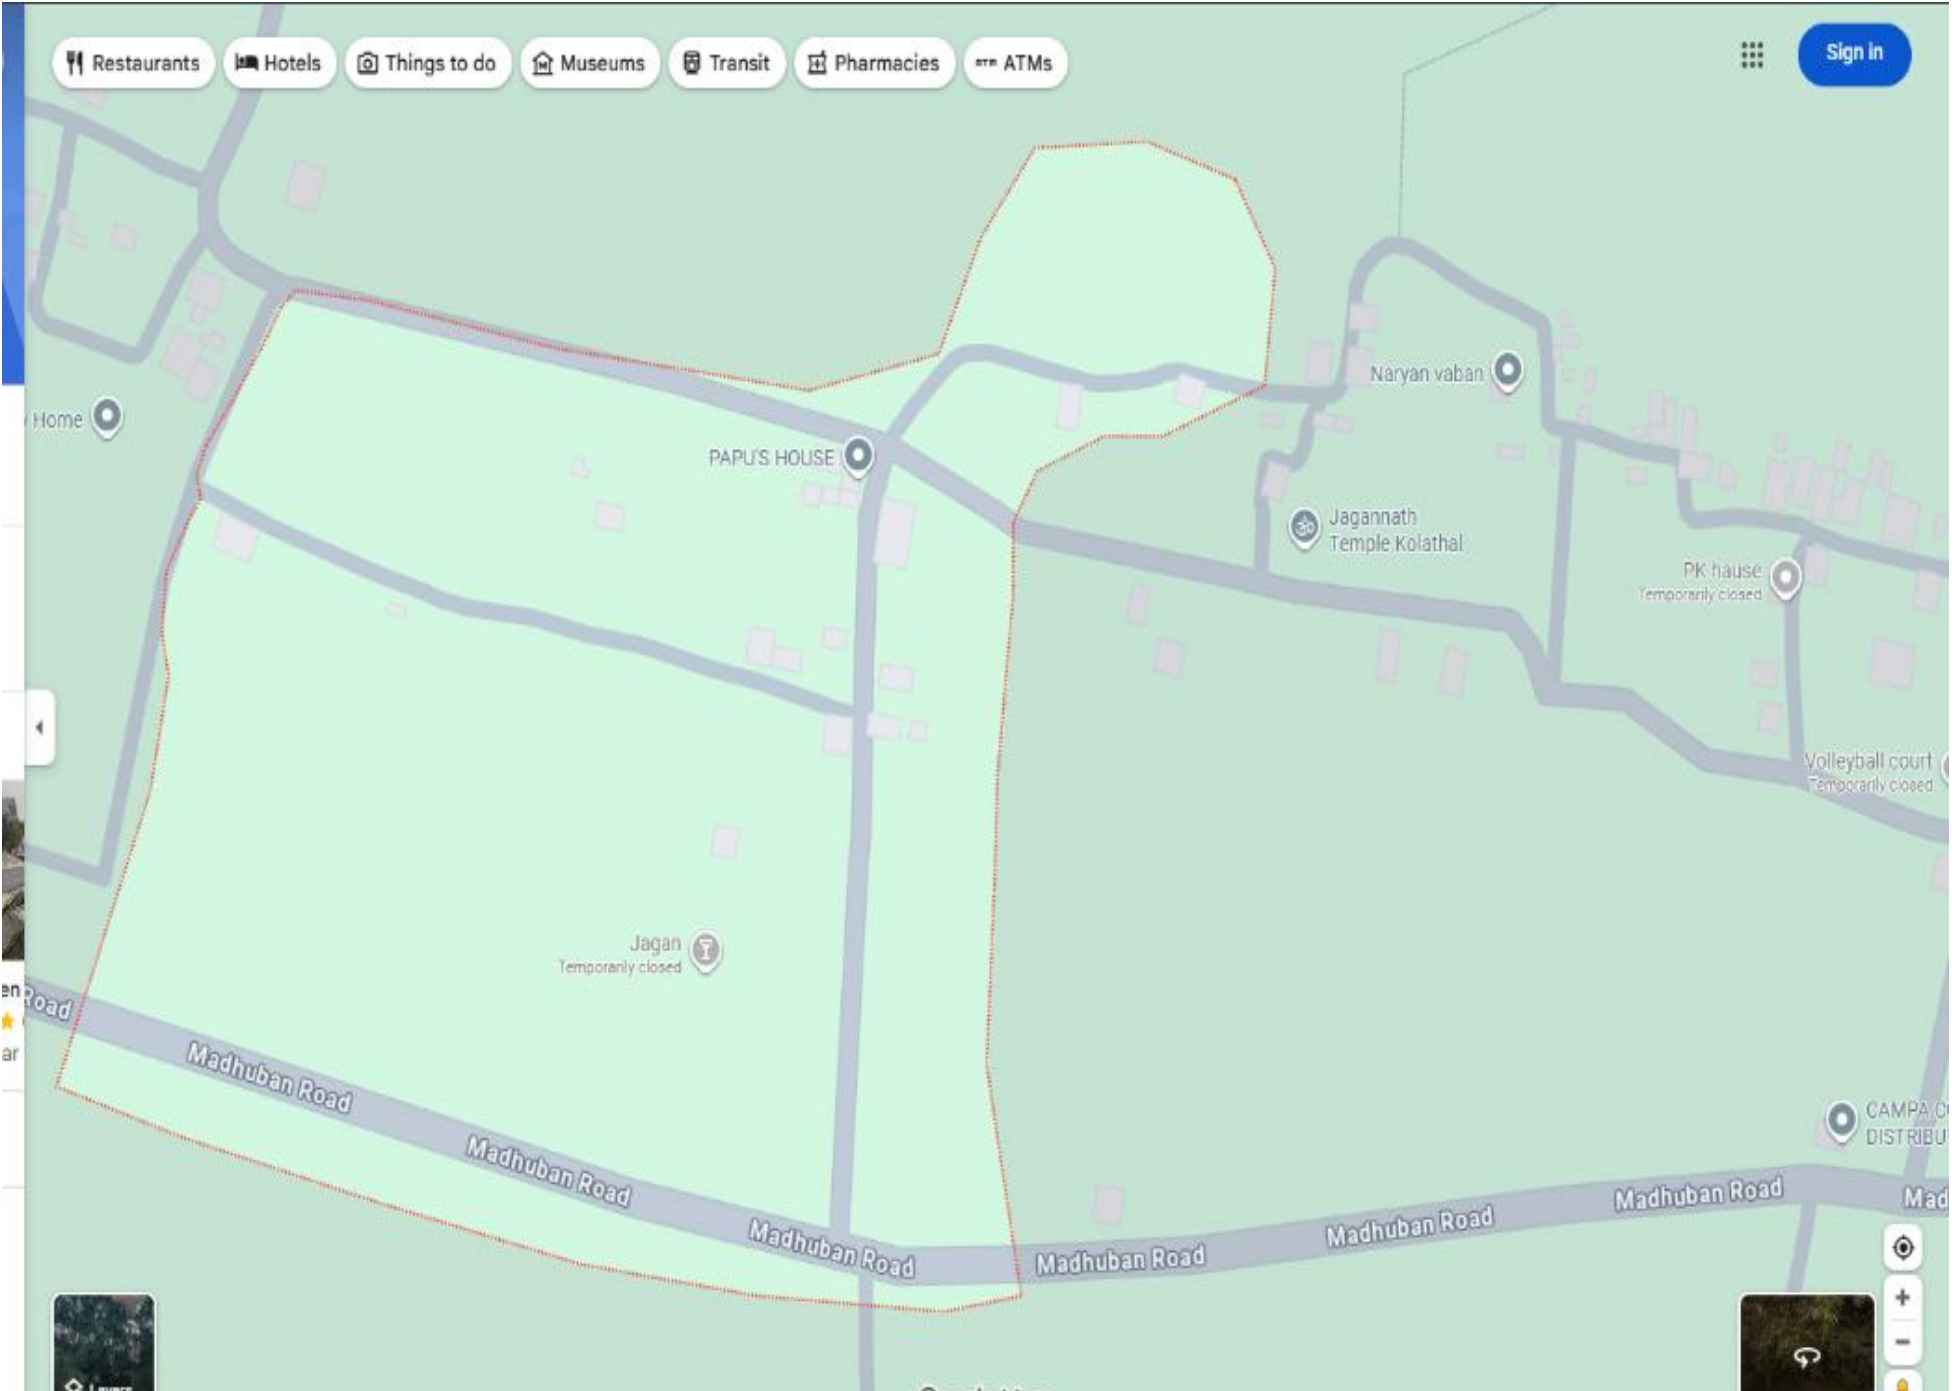 Restaurants
Hotels
Things to do
Museums
Transit
Pharmacies
ATMs
Sign in
Home
Naryan vaban
PAPU'S HOUSE
Jagannath
Temple Kolathal
PK hause
Temporarily closed
Volleyball court
Temporarily closed
Jagan
Temporarily closed
en
Road
ar
Madhuban Road
Madhuban Road
Madhuban Road
Madhuban Road
Madhuban Road
Madhuban Road
Mad
CAMPA C
DISTRIBU